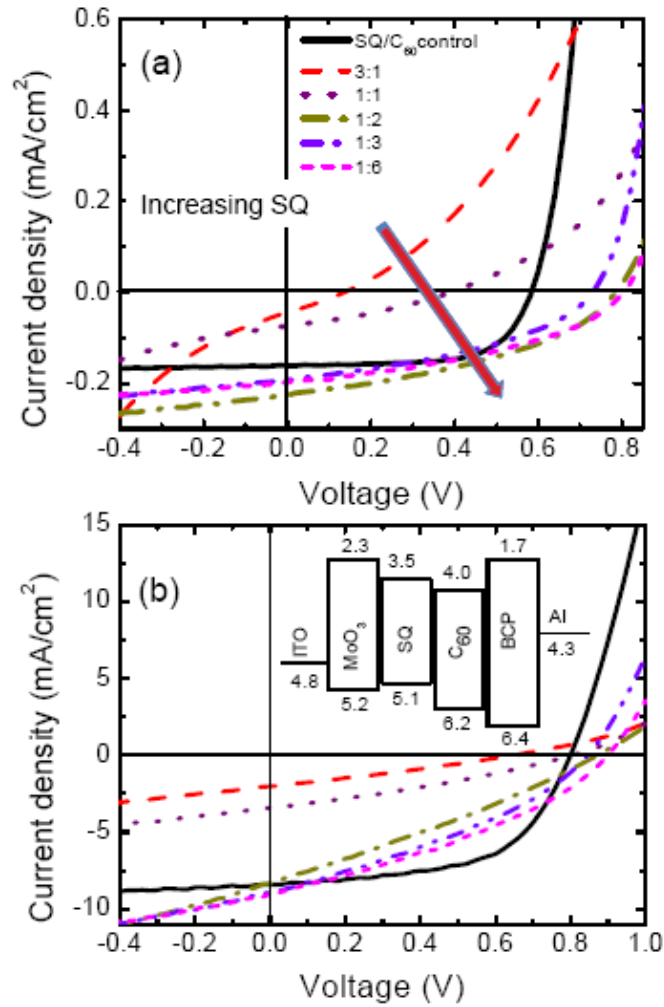 (a)
SQ/C60control
3:1
1:1
1:2
1:3
1:6
Increasing SQ
0.6
0.4
0.2
0.0
-0.2
Current density (mA/cm²)
-0.4 -0.2 0.0 0.2 0.4 0.6 0.8
Voltage (V)
(b)
15
10
5
0
-5
-10
Current density (mA/cm²)
2.3 3.5 4.0 1.7
ITO MoO3 SQ C60 BCP Al
4.8 5.2 5.1 6.2 6.4 4.3
-0.4 -0.2 0.0 0.2 0.4 0.6 0.8 1.0
Voltage (V)